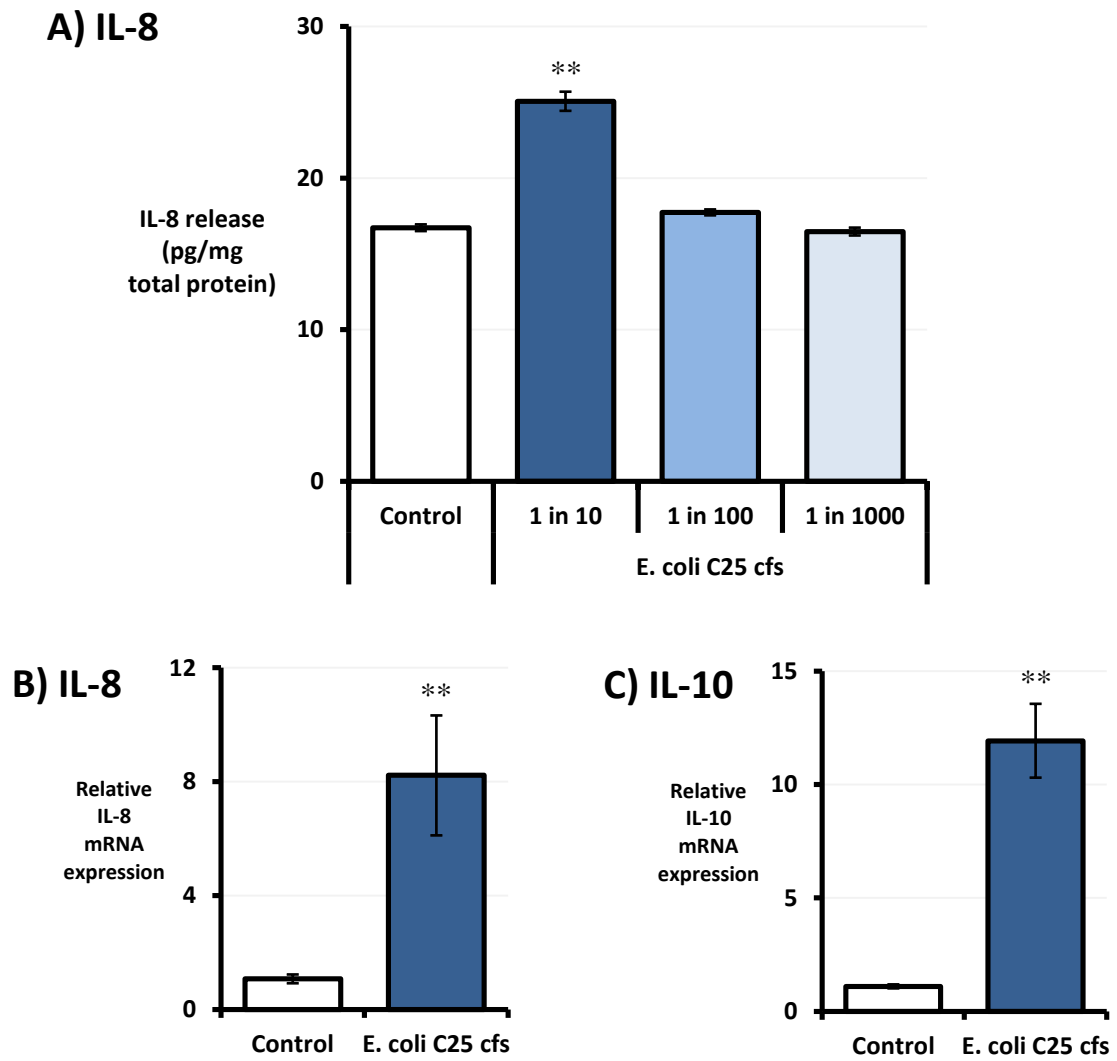 A) IL-8
30
**
20
IL-8 release
(pg/mg
total protein)
10
0
Control
1 in 10
1 in 100
1 in 1000
E. coli C25 cfs
B) IL-8
12
**
8
Relative
IL-8
mRNA
expression
4
0
Control
E. coli C25 cfs
C) IL-10
15
**
10
Relative
IL-10
mRNA
expression
5
0
Control
E. coli C25 cfs